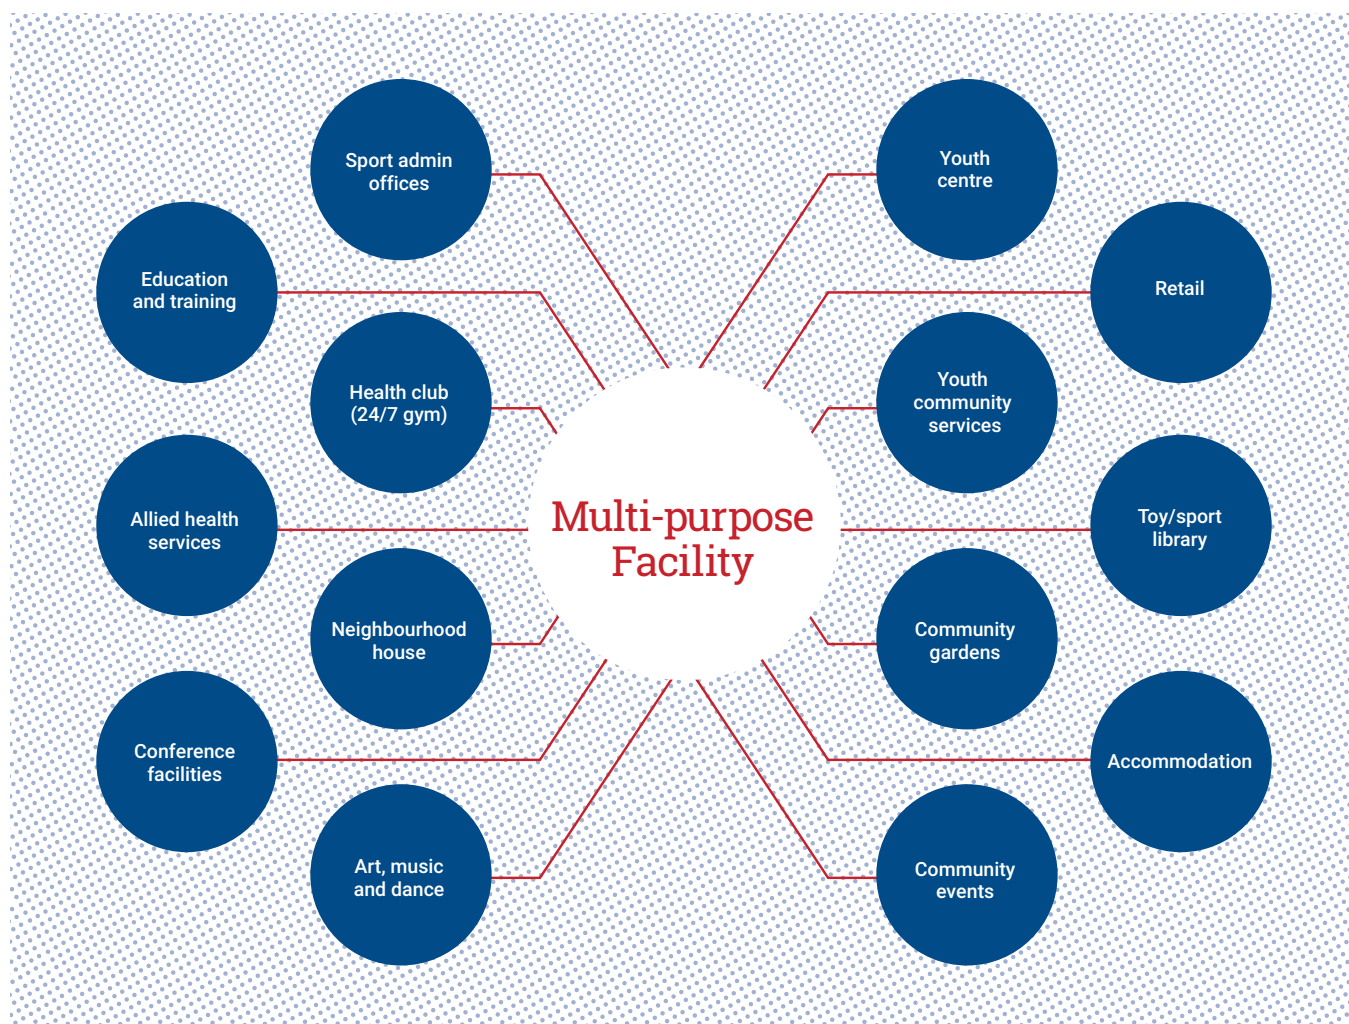 Sport admin
offices
Youth
centre
Education
and training
Retail
Health club
(24/7 gym)
Youth
community
services
Allied health
services
Multi-purpose
Facility
Toy/sport
library
Neighbourhood
house
Community
gardens
Conference
facilities
Accommodation
Art, music
and dance
Community
events